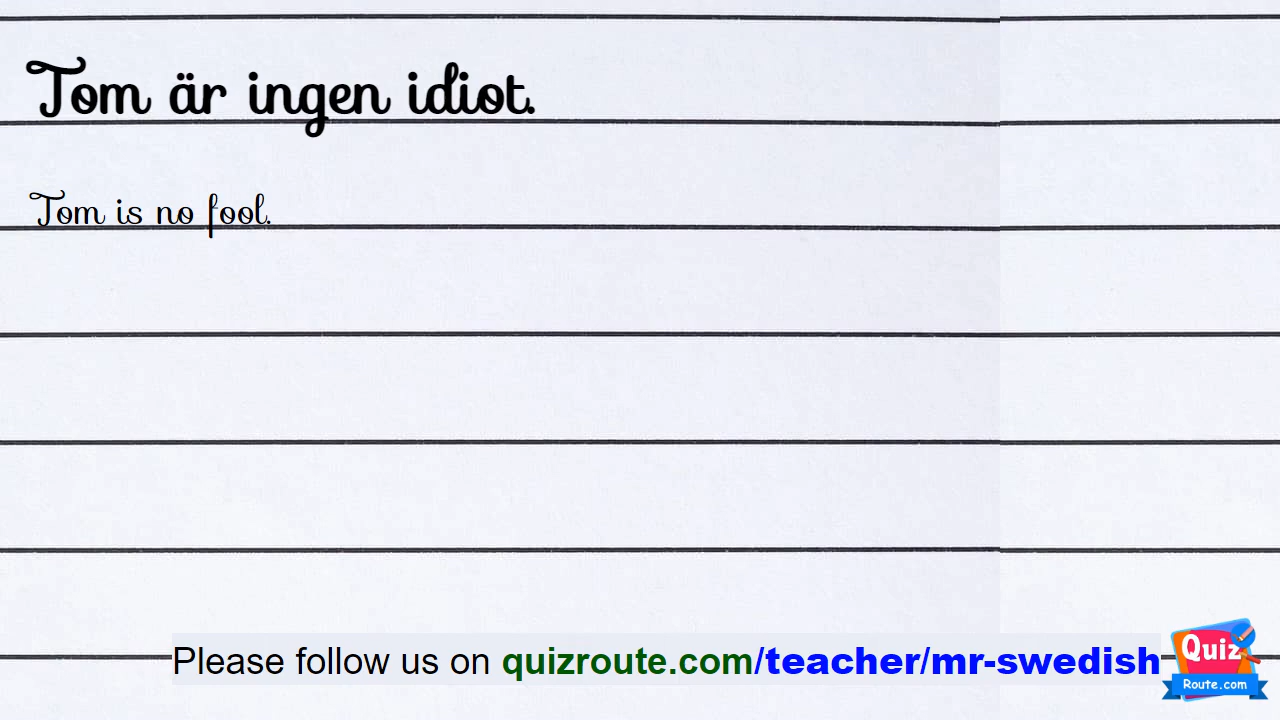 Tom är ingen idiot.
Tom is no fool.
Please follow us on quizroute.com/teacher/mr-swedish
Quiz
Route.com